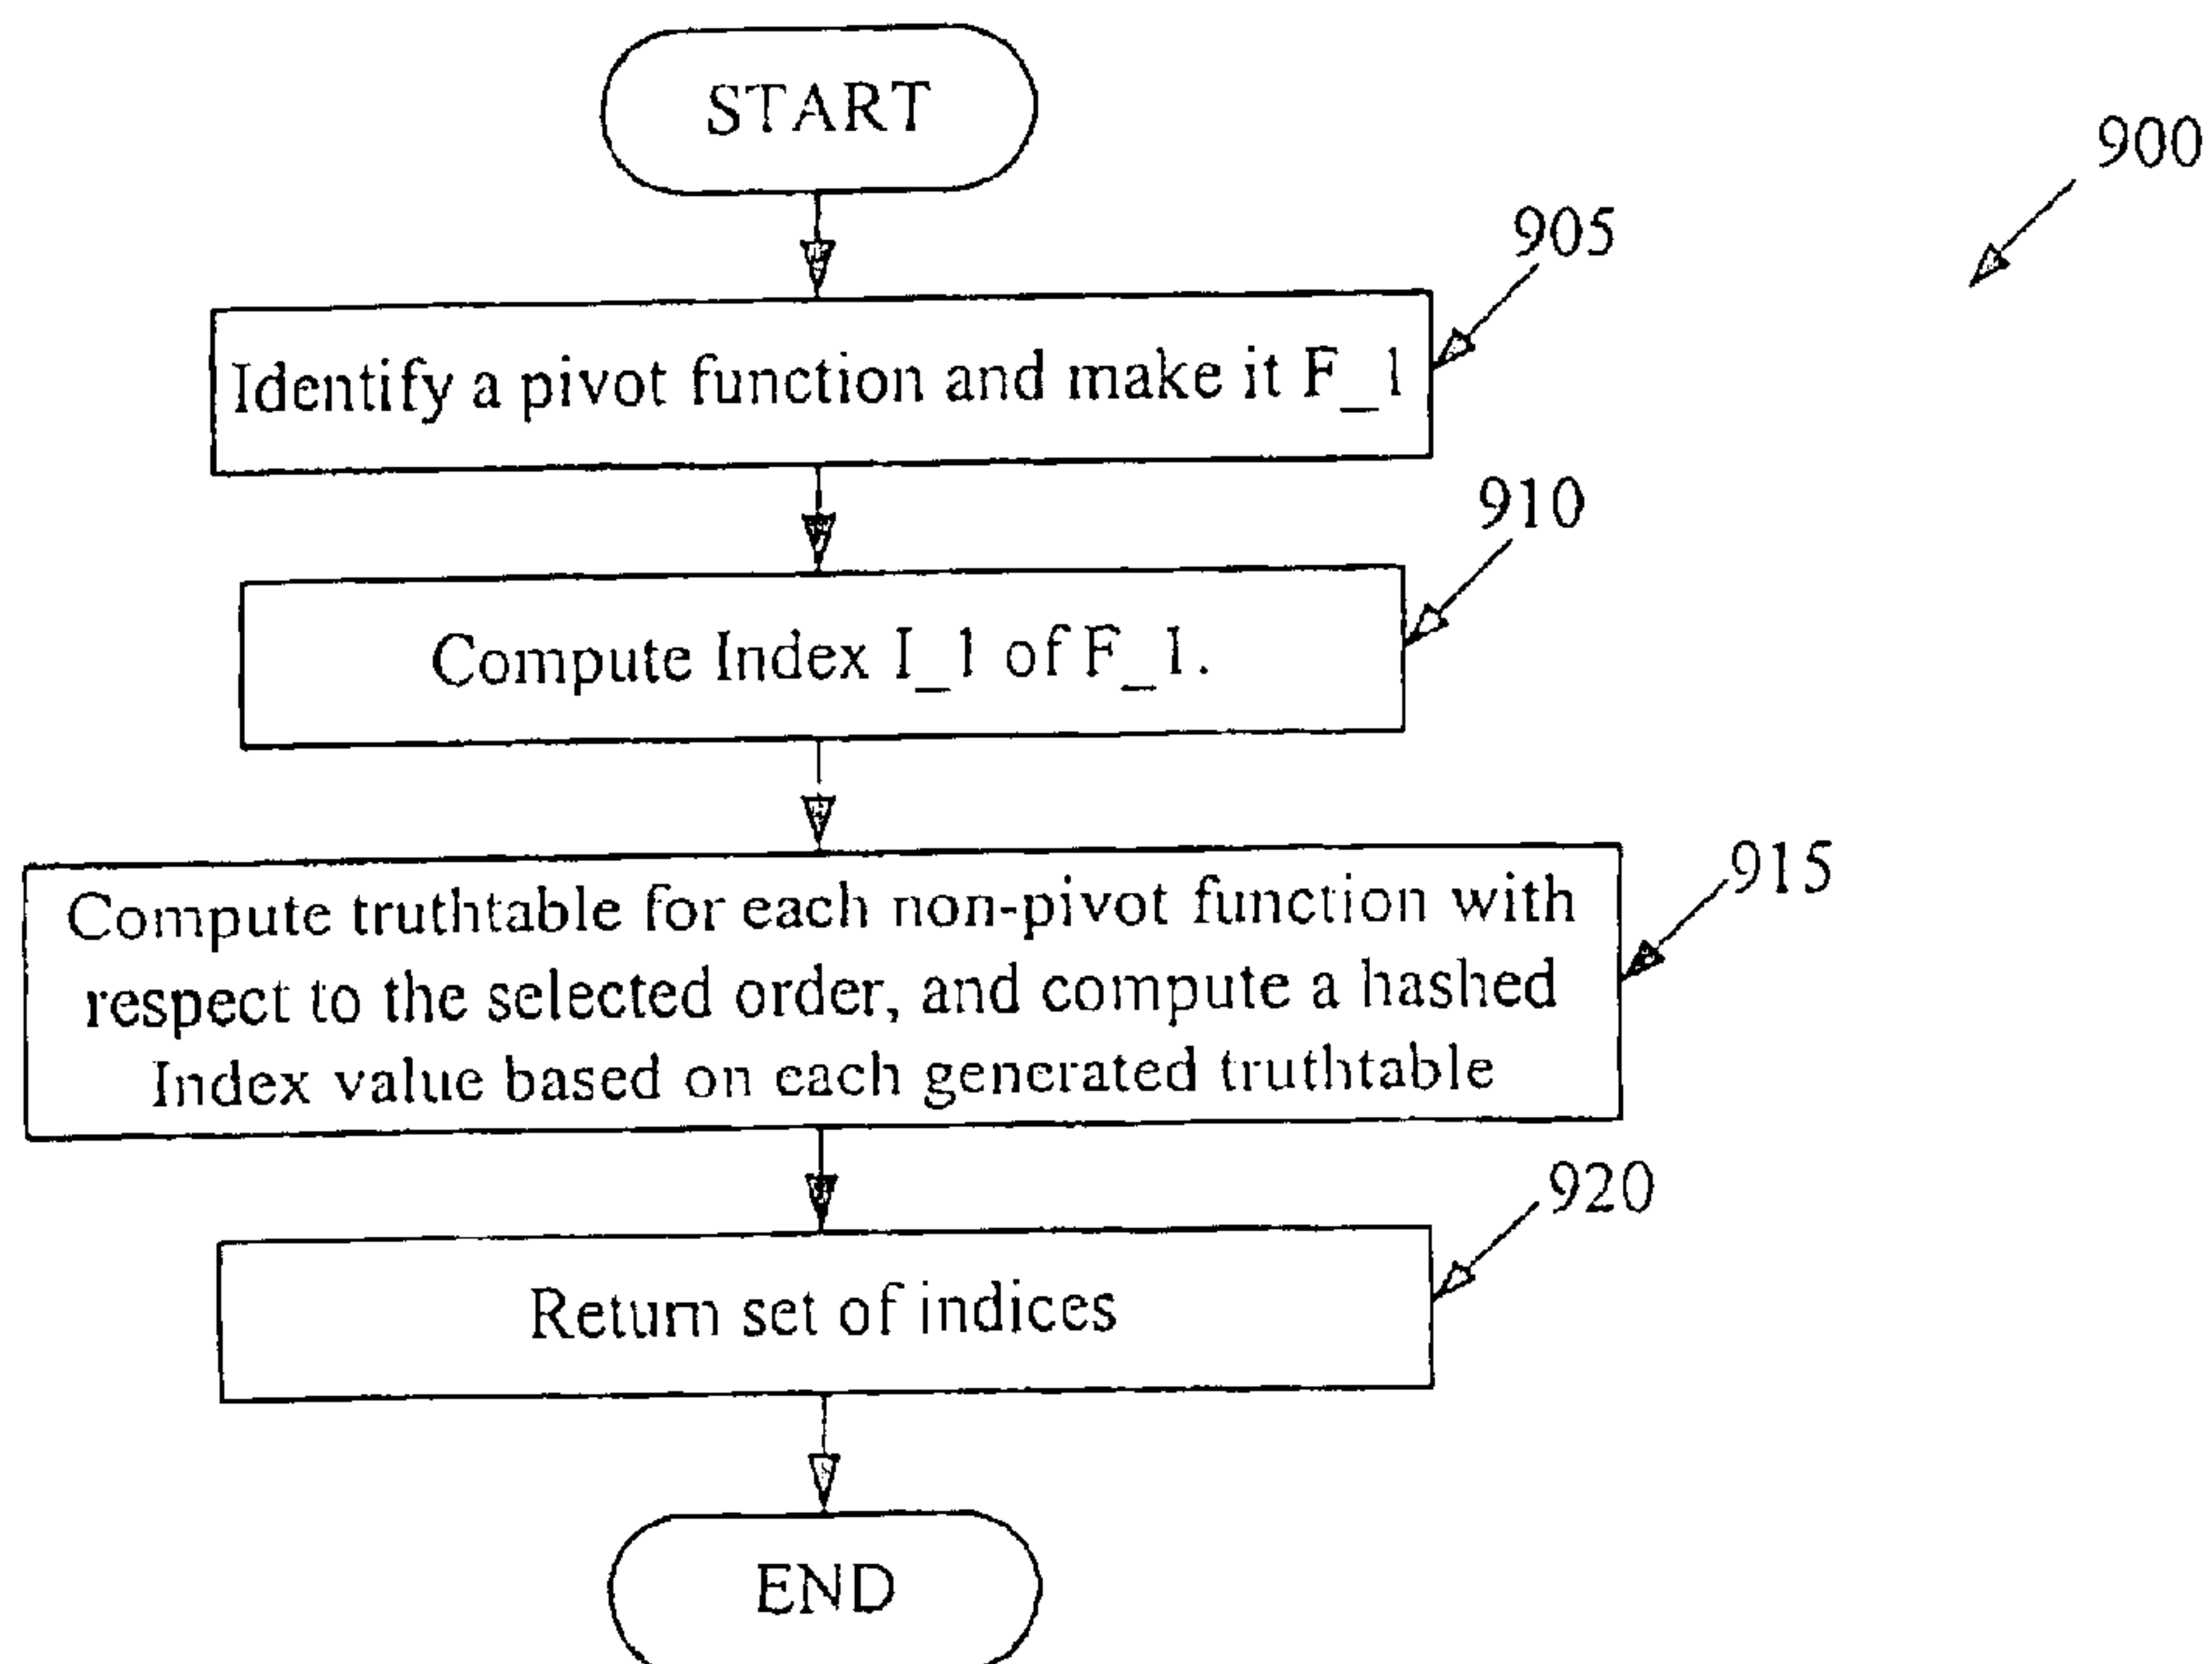 START
900
905
Identify a pivot function and make it F_1
910
Compute Index I_1 of F_1.
915
Compute truthtable for each non-pivot function with
respect to the selected order, and compute a hashed
Index value based on each generated truthtable
920
Return set of indices
END